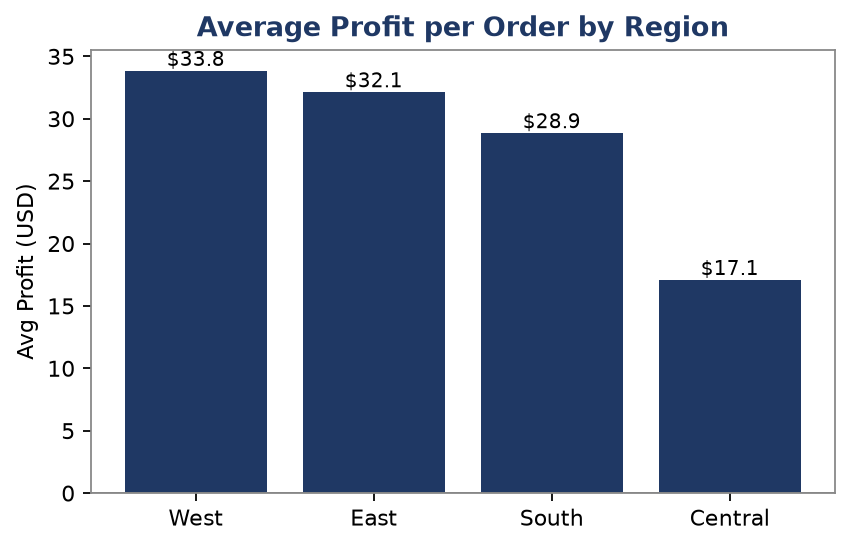 Average Profit per Order by Region
Avg Profit (USD)
35
30
25
20
15
10
5
0
$33.8
$32.1
$28.9
$17.1
West
East
South
Central